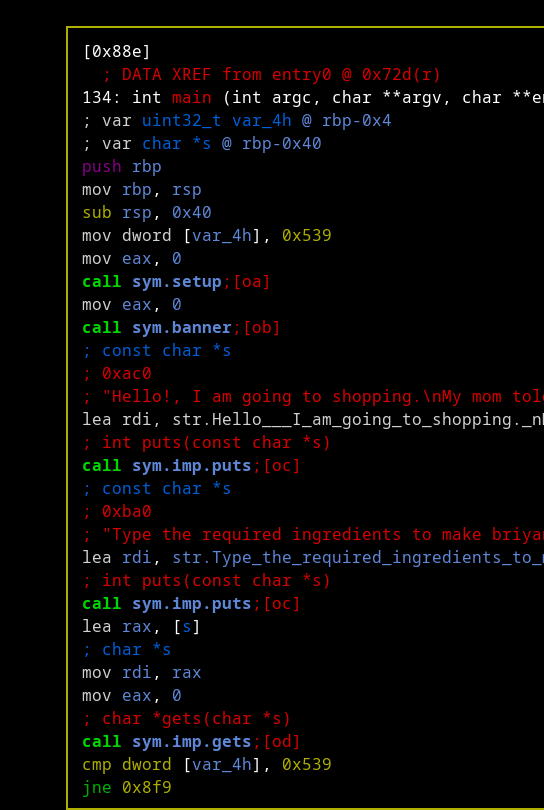 [0x88e]
; DATA XREF from entry0 @ 0x72d(r)
134: int main (int argc, char **argv, char **e
; var uint32_t var_4h @ rbp-0x4
; var char *s @ rbp-0x40
push rbp
mov rbp, rsp
sub rsp, 0x40
mov dword [var_4h], 0x539
mov eax, 0
call sym.setup;[oa]
mov eax, 0
call sym.banner;[ob]
; const char *s
; 0xac0
; "Hello!, I am going to shopping.\nMy mom tol
lea rdi, str.Hello___I_am_going_to_shopping._n
; int puts(const char *s)
call sym.imp.puts;[oc]
; const char *s
; 0xba0
; "Type the required ingredients to make briya
lea rdi, str.Type_the_required_ingredients_to_
; int puts(const char *s)
call sym.imp.puts;[oc]
lea rax, [s]
; char *s
mov rdi, rax
mov eax, 0
; char *gets(char *s)
call sym.imp.gets;[od]
cmp dword [var_4h], 0x539
jne 0x8f9